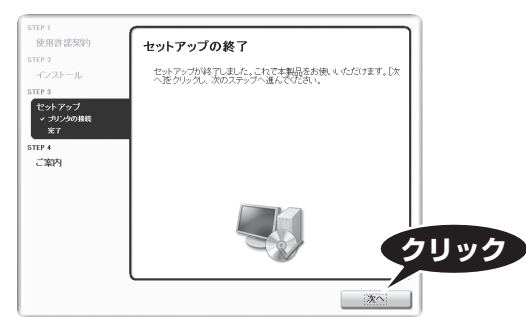 STEP 1
使用許諾契約
STEP 2
インストール
STEP 3
セットアップ
✓ プリンタの接続
完了
STEP 4
ご案内
セットアップの終了
セットアップが終了しました。これで本製品をお使いいただけます。[次
へ]をクリックし、次のステップへ進んでください。
クリック
次へ